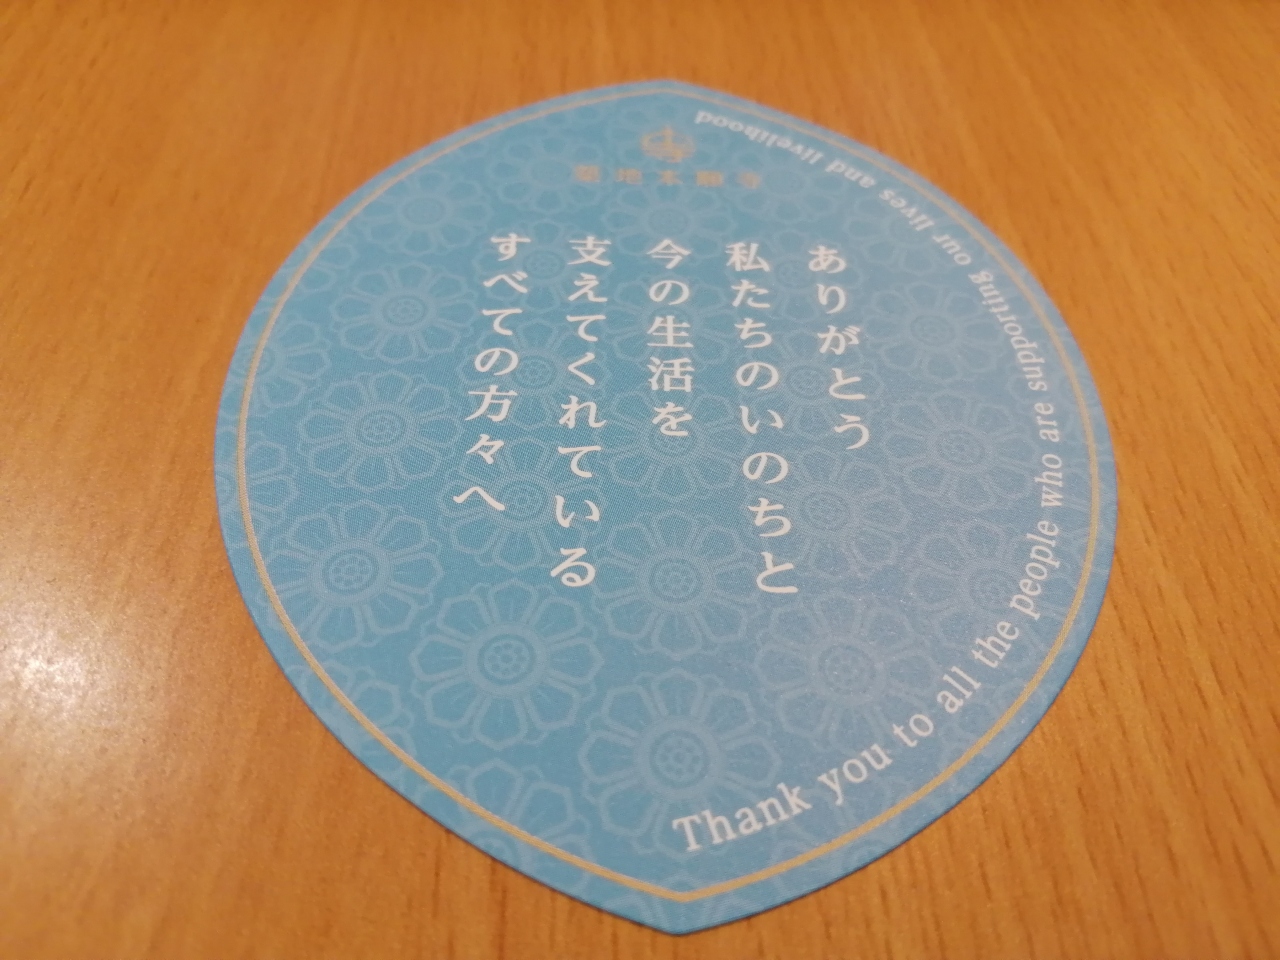 築地本願寺
ありがとう
私たちのいのちと
今の生活を
支えてくれている
すべての方々へ
Thank you to all the people who are supporting our lives and livelihood